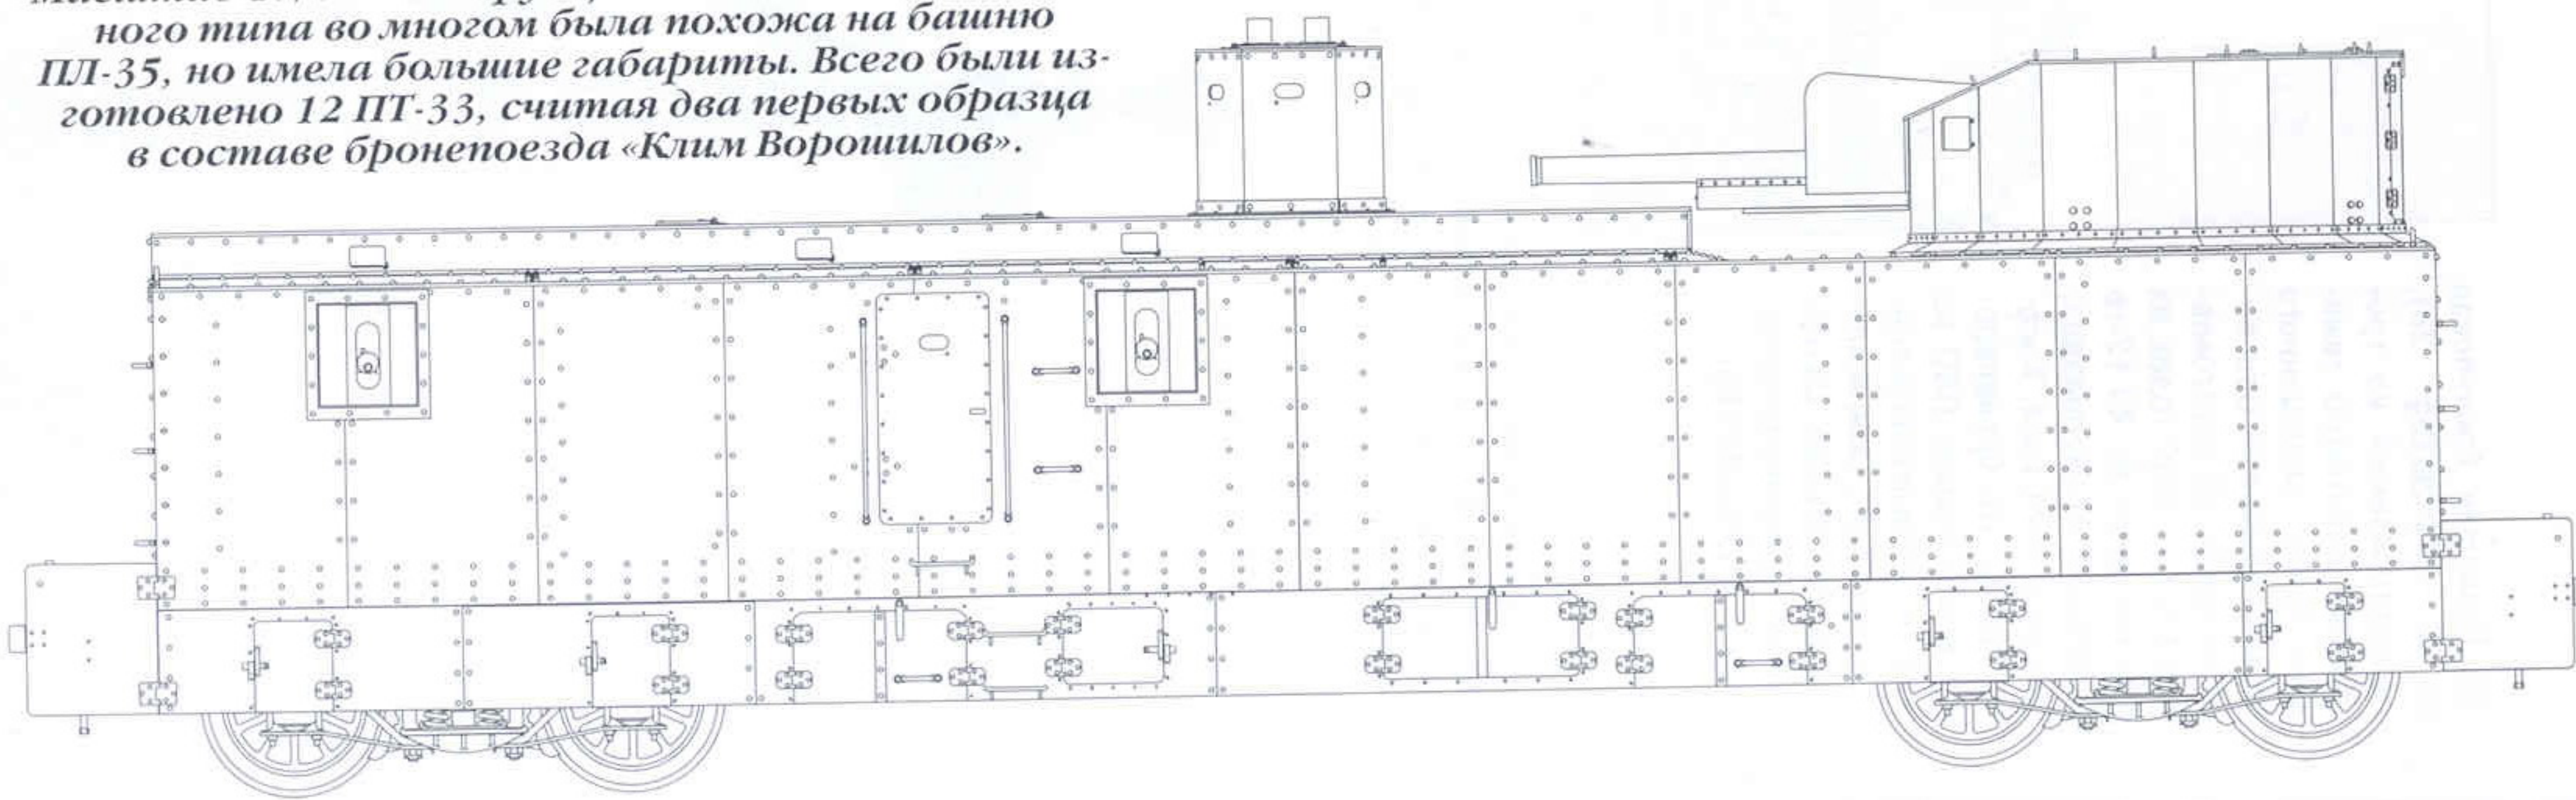 ного типа во многом была похожа на башню
ПЛ-35, но имела большие габариты. Всего были из-
готовлено 12 ПТ-33, считая два первых образца
в составе бронепоезда «Клим Ворошилов».